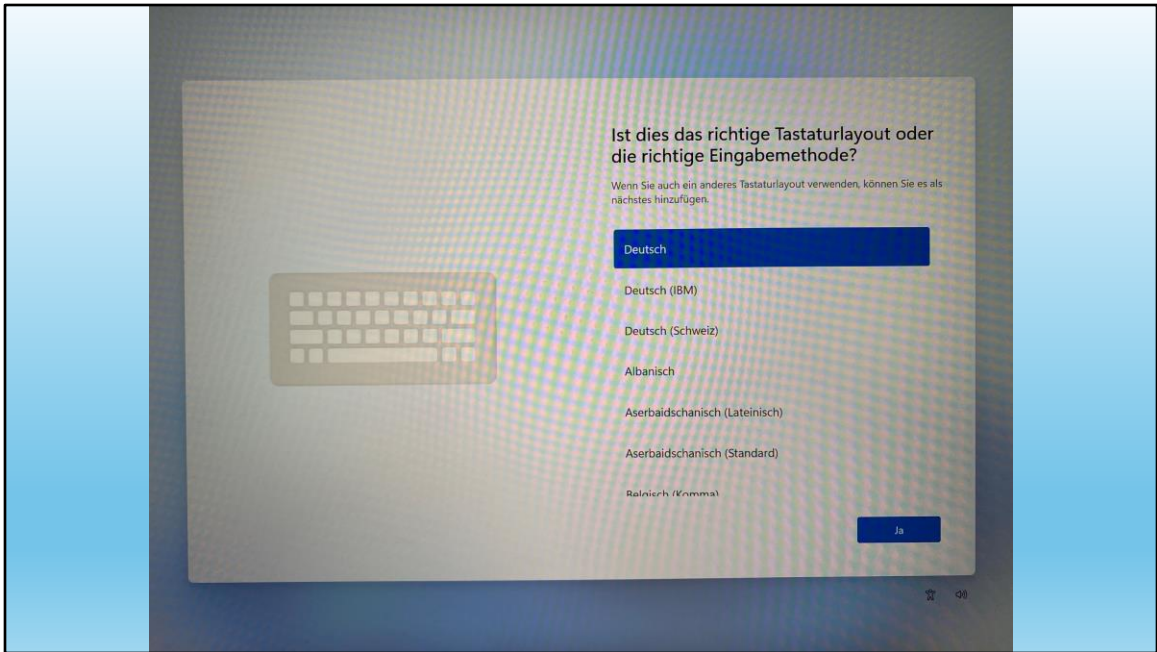 Ist dies das richtige Tastaturlayout oder
die richtige Eingabemethode?
Wenn Sie auch ein anderes Tastaturlayout verwenden, können Sie es als
nächstes hinzufügen.
Deutsch
Deutsch (IBM)
Deutsch (Schweiz)
Albanisch
Aserbaidschanisch (Lateinisch)
Aserbaidschanisch (Standard)
Belgisch (Komma)
Ja